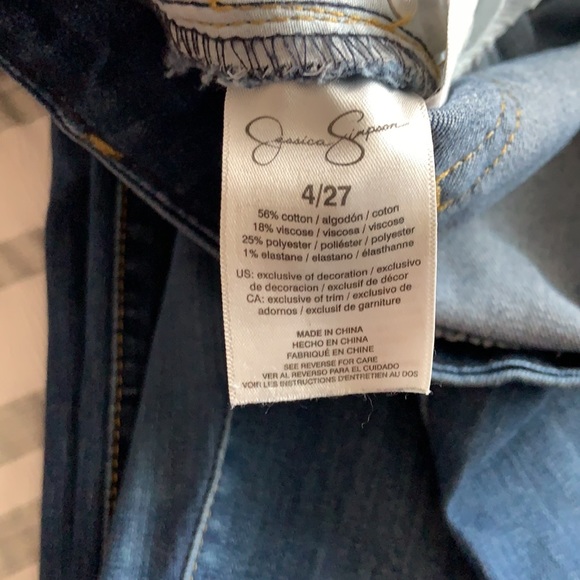 Jessica Simpson
4/27
56% cotton / algodón / coton
18% viscose / viscosa / viscose
25% polyester / poliéster / polyester
1% elastane / elastano / élasthanne
US: exclusive of decoration / exclusivo
de decoracion / exclusif de décor
CA: exclusive of trim / exclusivo de
adornos / exclusif de garniture
MADE IN CHINA
HECHO EN CHINA
FABRIQUÉ EN CHINE
SEE REVERSE FOR CARE
VER AL REVERSO PARA EL CUIDADO
VOIR LES INSTRUCTIONS D'ENTRETIEN AU DOS